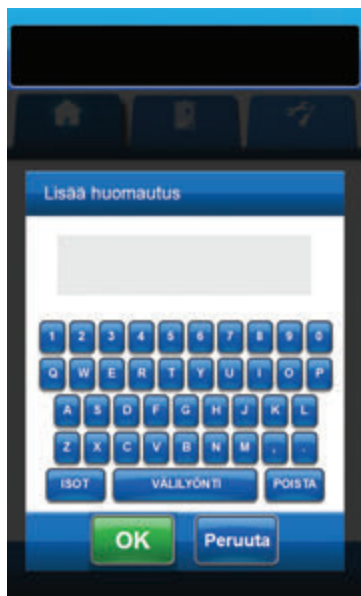 Lisää huomautus
1 2 3 4 5 6 7 8 9 0
Q W E R T Y U I O P
A S D F G H J K L
Z X C V B N M , .
ISOT VÄLILYÖNTI POISTA
OK Peruuta